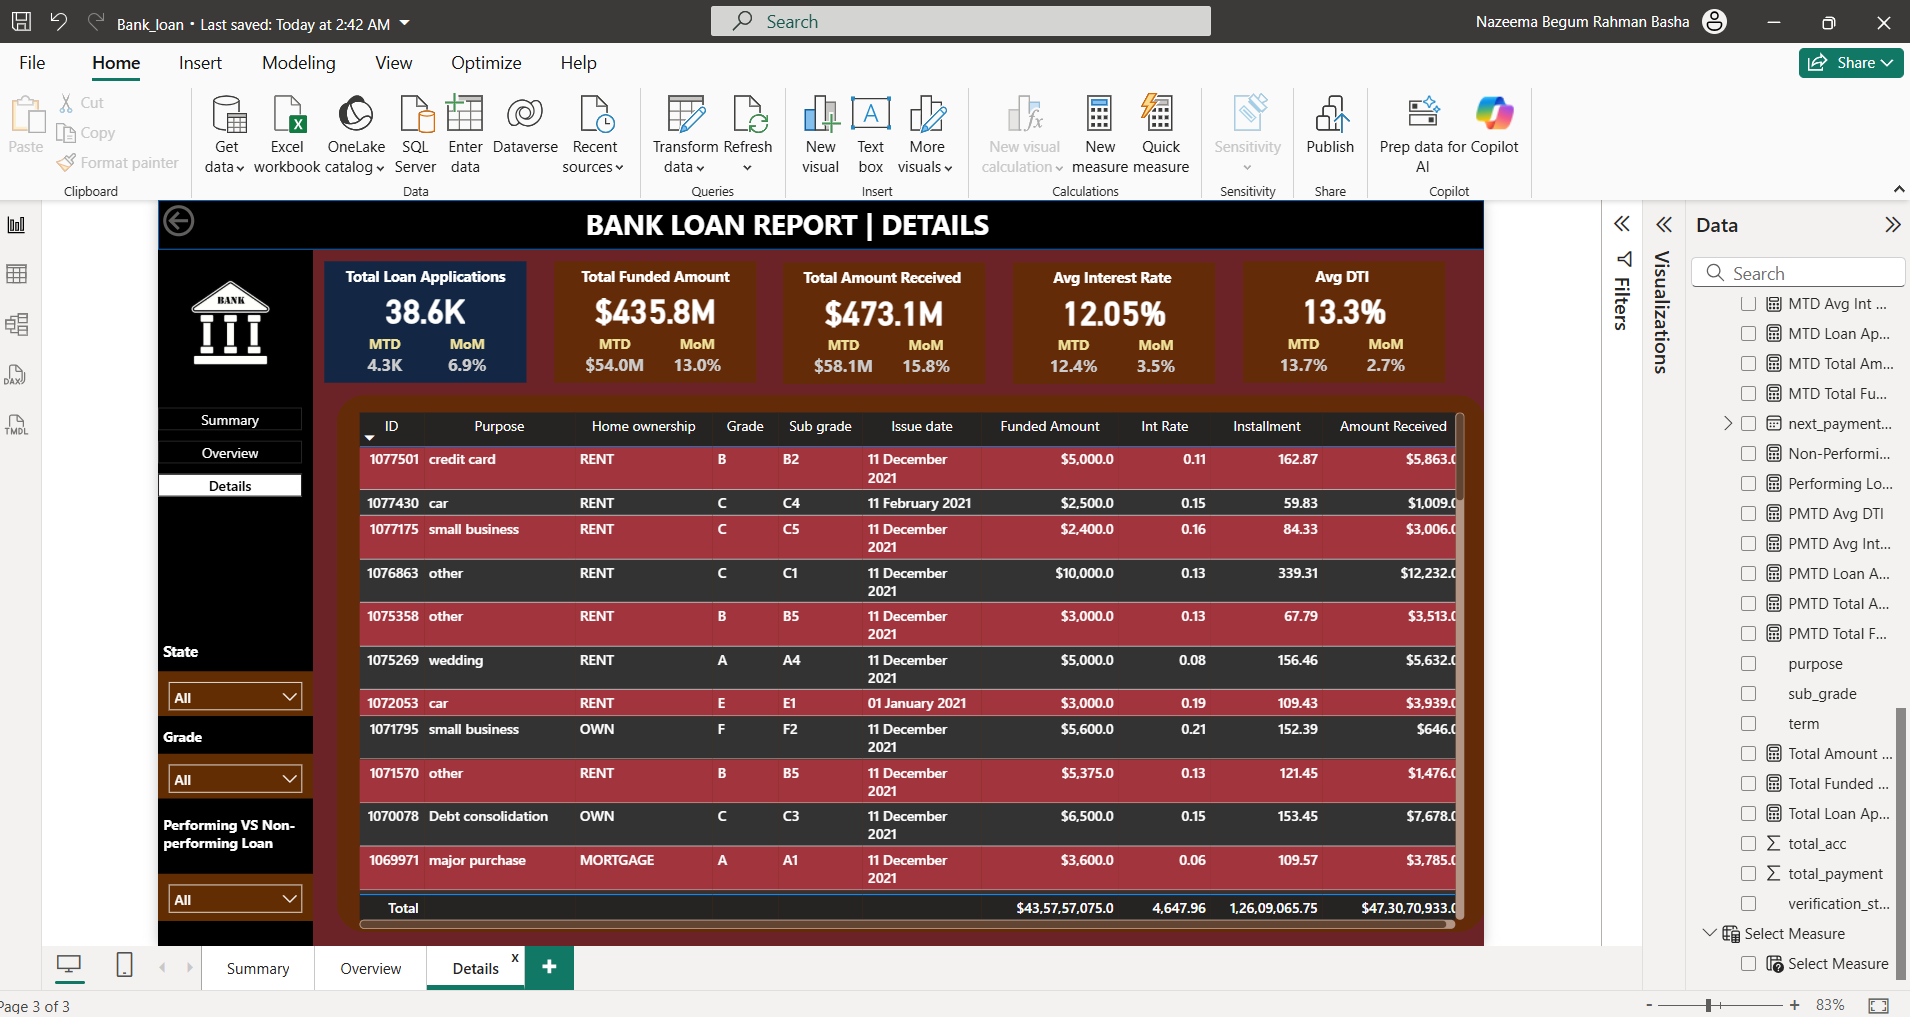 Bank_loan • Last saved: Today at 2:42 AM
Search
Nazeema Begum Rahman Basha
File Home Insert Modeling View Optimize Help
Share
Paste
Cut
Copy
Format painter
Clipboard
Get data
Excel workbook
OneLake catalog
SQL Server
Enter data
Dataverse
Recent sources
Data
Transform data
Refresh
Queries
New visual
Text box
More visuals
Insert
New visual calculation
New measure
Quick measure
Calculations
Sensitivity
Sensitivity
Publish
Share
Prep data for AI
Copilot
Copilot
BANK LOAN REPORT | DETAILS
BANK
Summary
Overview
Details
State
All
Grade
All
Performing VS Non-
performing Loan
All
Total Loan Applications
38.6K
MTD MoM
4.3K 6.9%
Total Funded Amount
$435.8M
MTD MoM
$54.0M 13.0%
Total Amount Received
$473.1M
MTD MoM
$58.1M 15.8%
Avg Interest Rate
12.05%
MTD MoM
12.4% 3.5%
Avg DTI
13.3%
MTD MoM
13.7% 2.7%
ID Purpose Home ownership Grade Sub grade Issue date Funded Amount Int Rate Installment Amount Received
1077501 credit card RENT B B2 11 December 2021 $5,000.0 0.11 162.87 $5,863.0
1077430 car RENT C C4 11 February 2021 $2,500.0 0.15 59.83 $1,009.0
1077175 small business RENT C C5 11 December 2021 $2,400.0 0.16 84.33 $3,006.0
1076863 other RENT C C1 11 December 2021 $10,000.0 0.13 339.31 $12,232.0
1075358 other RENT B B5 11 December 2021 $3,000.0 0.13 67.79 $3,513.0
1075269 wedding RENT A A4 11 December 2021 $5,000.0 0.08 156.46 $5,632.0
1072053 car RENT E E1 01 January 2021 $3,000.0 0.19 109.43 $3,939.0
1071795 small business OWN F F2 11 December 2021 $5,600.0 0.21 152.39 $646.0
1071570 other RENT B B5 11 December 2021 $5,375.0 0.13 121.45 $1,476.0
1070078 Debt consolidation OWN C C3 11 December 2021 $6,500.0 0.15 153.45 $7,678.0
1069971 major purchase MORTGAGE A A1 11 December 2021 $3,600.0 0.06 109.57 $3,785.0
Total $43,57,57,075.0 4,647.96 1,26,09,065.75 $47,30,70,933.0
Filters
Visualizations
Data
Search
MTD Avg Int ...
MTD Loan Ap...
MTD Total Am...
MTD Total Fu...
next_payment...
Non-Performi...
Performing Lo...
PMTD Avg DTI
PMTD Avg Int...
PMTD Loan A...
PMTD Total A...
PMTD Total F...
purpose
sub_grade
term
Total Amount ...
Total Funded ...
Total Loan Ap...
total_acc
total_payment
verification_st...
Select Measure
Select Measure
DAX
TMDL
Summary
Overview
Details
x
+
Page 3 of 3
- + 83%